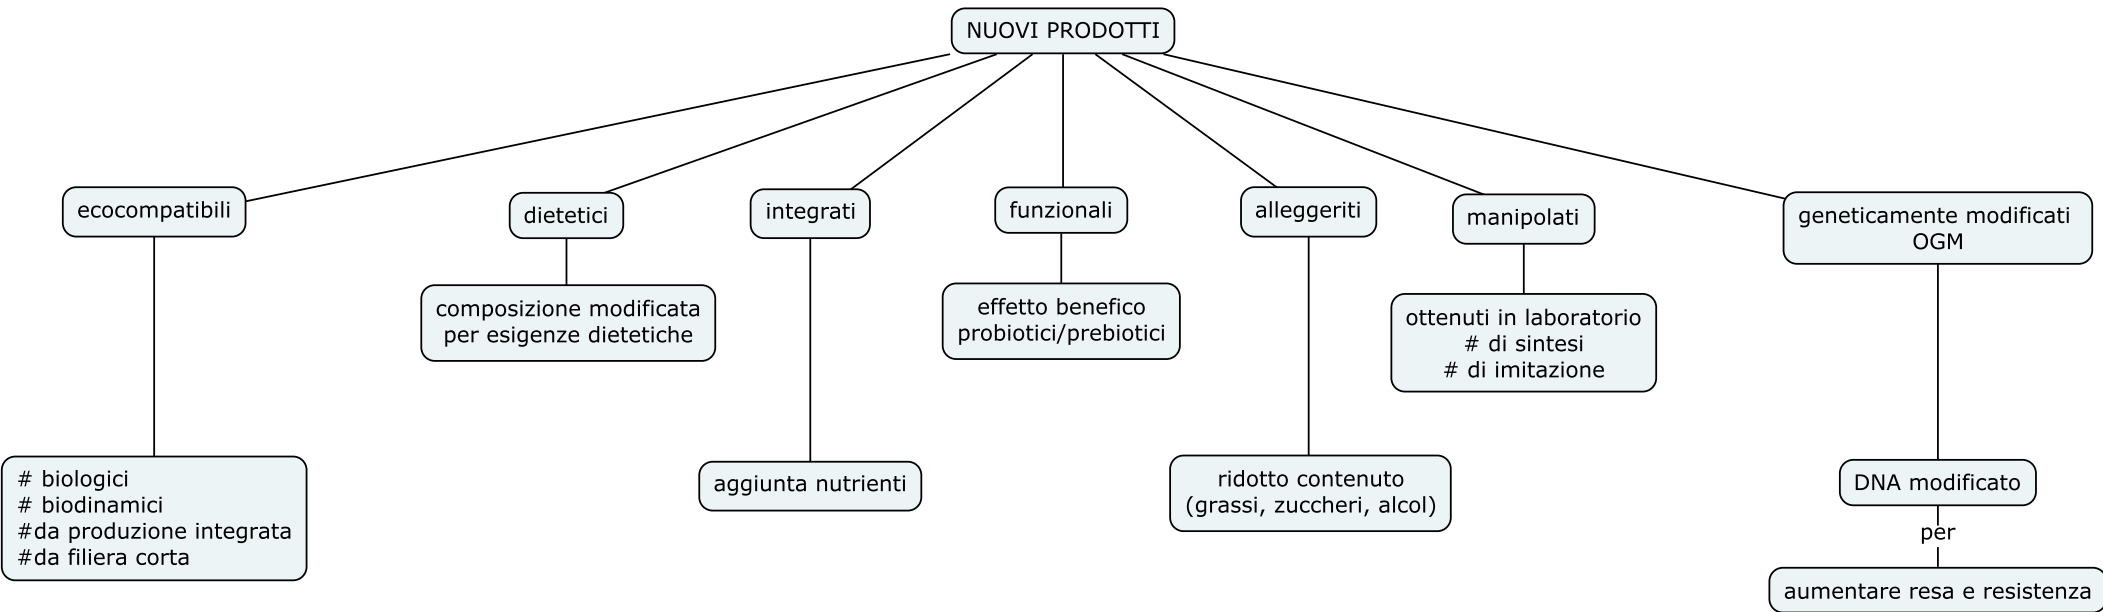 NUOVI PRODOTTI
ecocompatibili
dietetici
integrati
funzionali
alleggeriti
manipolati
geneticamente modificati
OGM
composizione modificata
per esigenze dietetiche
effetto benefico
probiotici/prebiotici
ottenuti in laboratorio
# di sintesi
# di imitazione
# biologici
# biodinamici
#da produzione integrata
#da filiera corta
aggiunta nutrienti
ridotto contenuto
(grassi, zuccheri, alcol)
DNA modificato
per
aumentare resa e resistenza